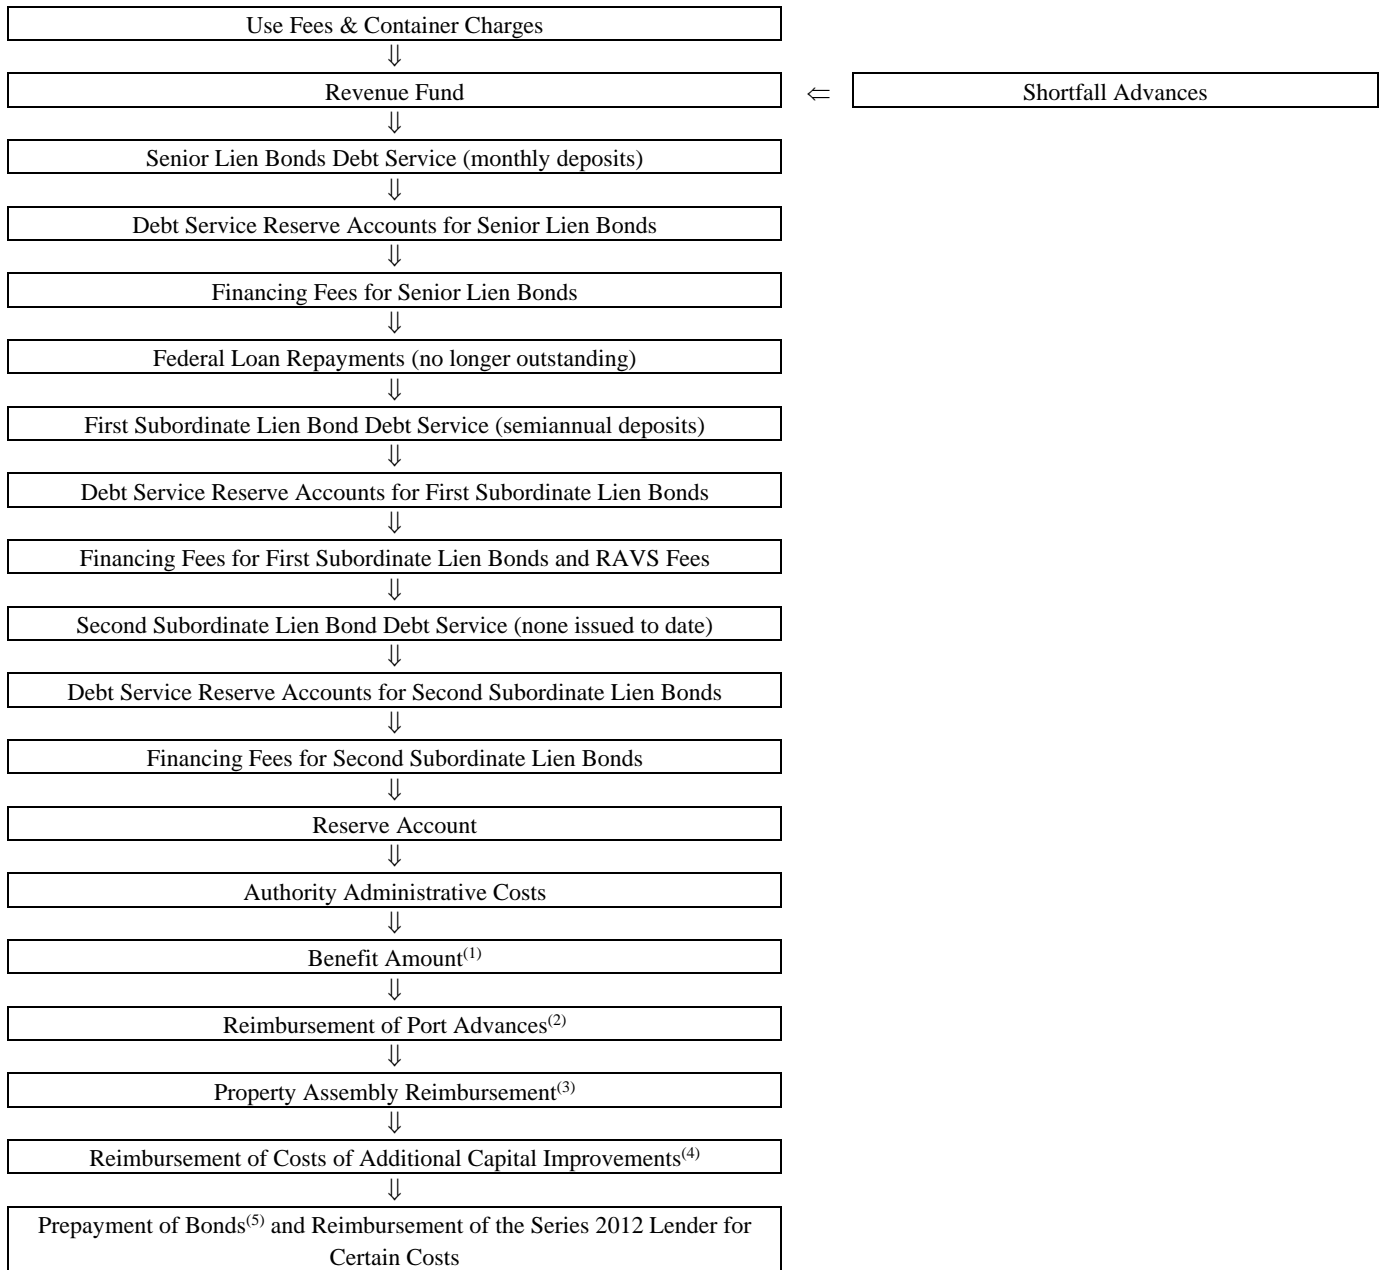 Use Fees & Container Charges
⇓
Revenue Fund ⇐ Shortfall Advances
⇓
Senior Lien Bonds Debt Service (monthly deposits)
⇓
Debt Service Reserve Accounts for Senior Lien Bonds
⇓
Financing Fees for Senior Lien Bonds
⇓
Federal Loan Repayments (no longer outstanding)
⇓
First Subordinate Lien Bond Debt Service (semiannual deposits)
⇓
Debt Service Reserve Accounts for First Subordinate Lien Bonds
⇓
Financing Fees for First Subordinate Lien Bonds and RAVS Fees
⇓
Second Subordinate Lien Bond Debt Service (none issued to date)
⇓
Debt Service Reserve Accounts for Second Subordinate Lien Bonds
⇓
Financing Fees for Second Subordinate Lien Bonds
⇓
Reserve Account
⇓
Authority Administrative Costs
⇓
Benefit Amount(1)
⇓
Reimbursement of Port Advances(2)
⇓
Property Assembly Reimbursement(3)
⇓
Reimbursement of Costs of Additional Capital Improvements(4)
⇓
Prepayment of Bonds(5) and Reimbursement of the Series 2012 Lender for
Certain Costs